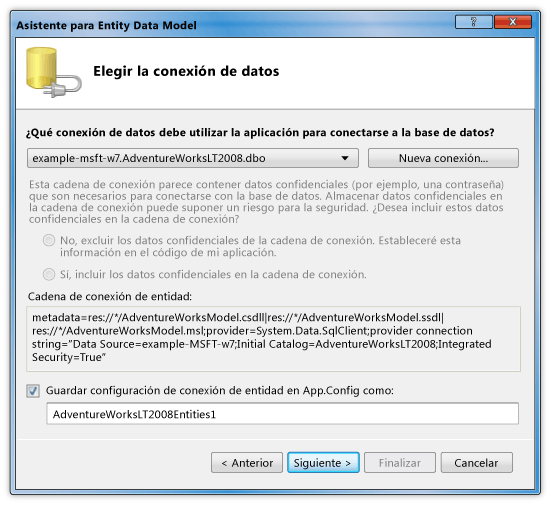 Asistente para Entity Data Model
?
X
Elegir la conexión de datos
¿Qué conexión de datos debe utilizar la aplicación para conectarse a la base de datos?
example-msft-w7.AdventureWorksLT2008.dbo
Nueva conexión...
Esta cadena de conexión parece contener datos confidenciales (por ejemplo, una contraseña)
que son necesarios para conectarse con la base de datos. Almacenar datos confidenciales en
la cadena de conexión puede suponer un riesgo para la seguridad. ¿Desea incluir estos datos
confidenciales en la cadena de conexión?
No, excluir los datos confidenciales de la cadena de conexión. Estableceré esta
información en el código de mi aplicación.
Sí, incluir los datos confidenciales en la cadena de conexión.
Cadena de conexión de entidad:
metadata=res://*/AdventureWorksModel.csdll|res://*/AdventureWorksModel.ssdl|
res://*/AdventureWorksModel.msl;provider=System.Data.SqlClient;provider connection
string="Data Source=example-MSFT-w7;Initial Catalog=AdventureWorksLT2008;Integrated
Security=True"
Guardar configuración de conexión de entidad en App.Config como:
AdventureWorksLT2008Entities1
< Anterior
Siguiente >
Finalizar
Cancelar